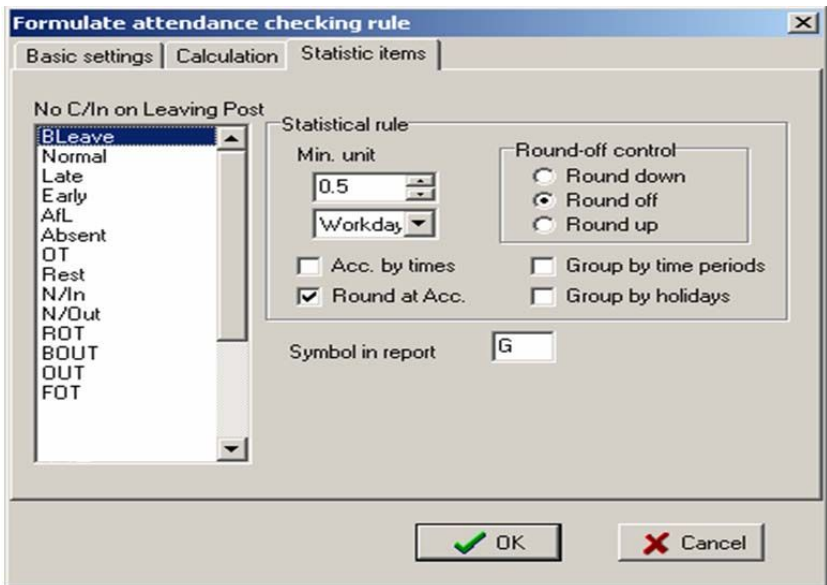 Formulate attendance checking rule
Basic settings Calculation Statistic items
No C/In on Leaving Post
BLeave
Normal
Late
Early
AfL
Absent
OT
Rest
N/In
N/Out
ROT
BOUT
OUT
FOT
Statistical rule
Min. unit
0.5
Workday
Round-off control
Round down
Round off
Round up
Acc. by times
Group by time periods
Round at Acc.
Group by holidays
Symbol in report G
OK Cancel